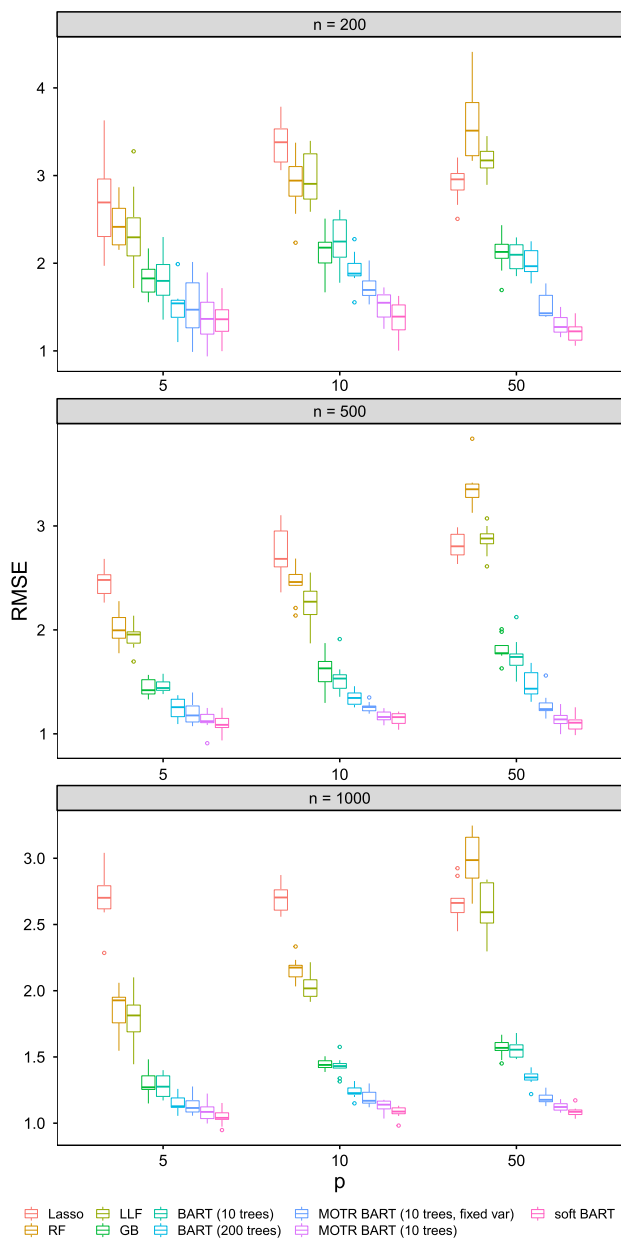 n = 200
4
3
2
1
5 10 50
n = 500
3
2
1
5 10 50
RMSE
n = 1000
3.0
2.5
2.0
1.5
1.0
5 10 50
p
Lasso LLF BART (10 trees) MOTR BART (10 trees, fixed var) soft BART
RF GB BART (200 trees) MOTR BART (10 trees)